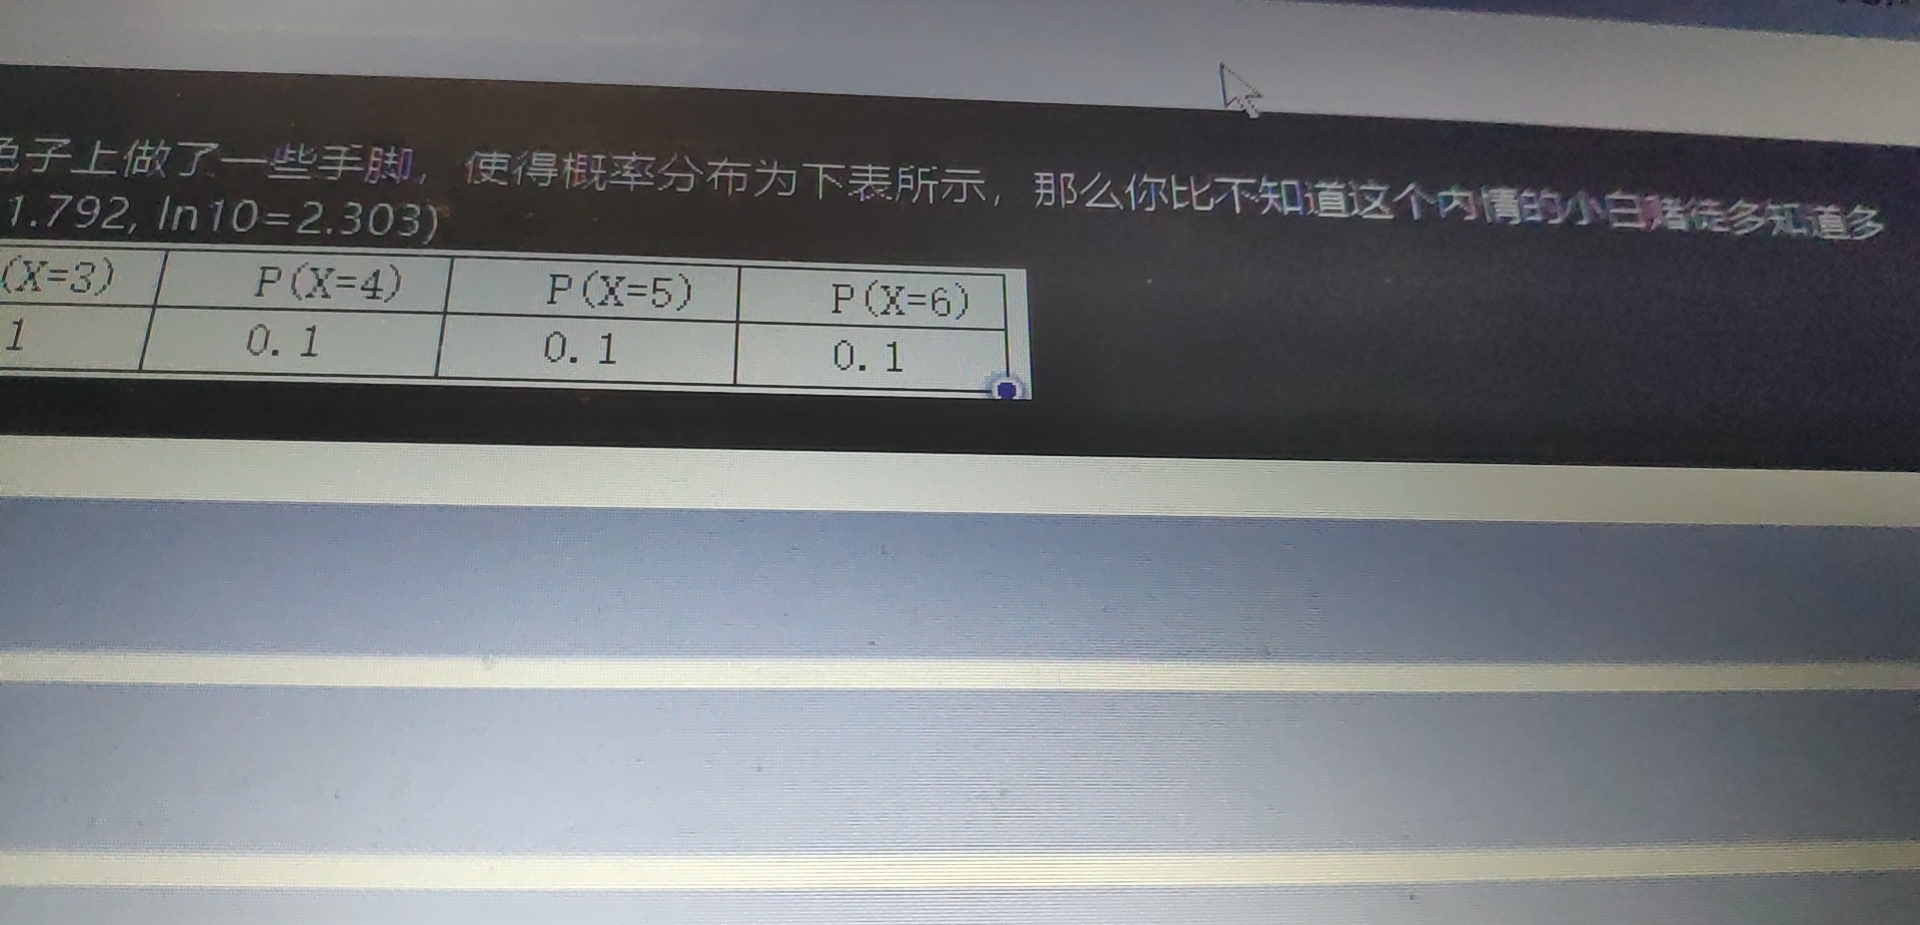 色子上做了一些手脚，使得概率分布为下表所示，那么你比不知道这个内情的小白赌徒多知道多
1.792, ln10=2.303)
(X=3) P(X=4) P(X=5) P(X=6)
1 0.1 0.1 0.1